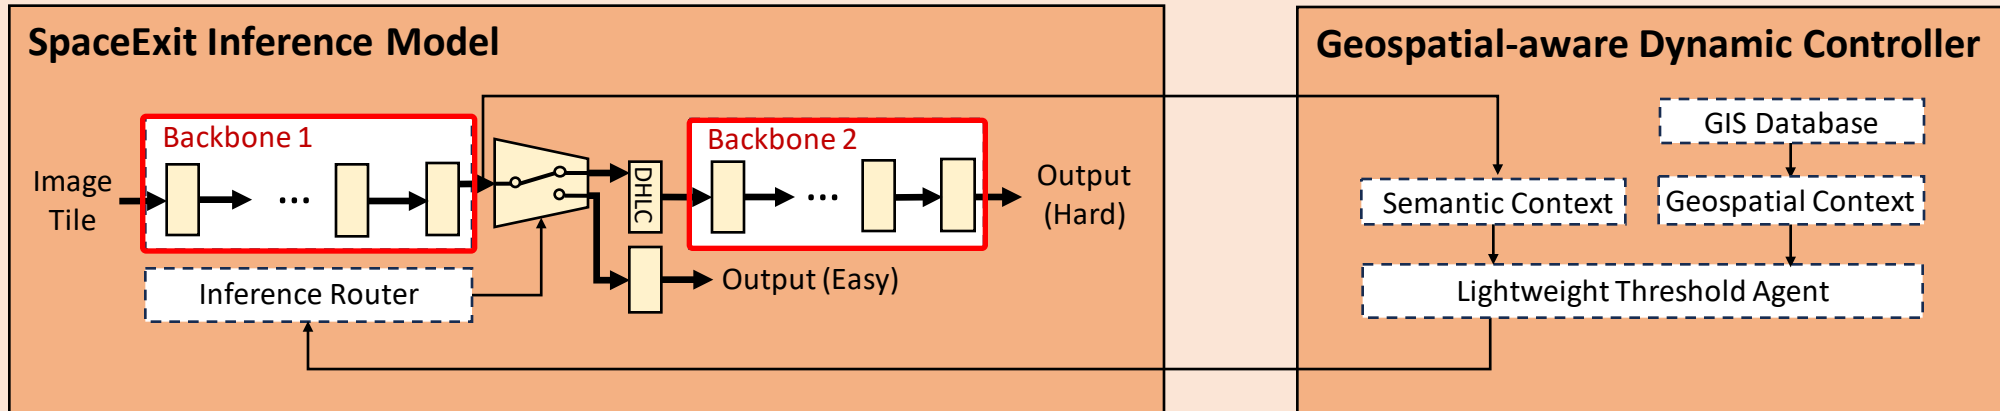 SpaceExit Inference Model
Image
Tile
Backbone 1
...
Inference Router
DHLC
Output (Easy)
Backbone 2
...
Output
(Hard)
Geospatial-aware Dynamic Controller
GIS Database
Semantic Context
Geospatial Context
Lightweight Threshold Agent